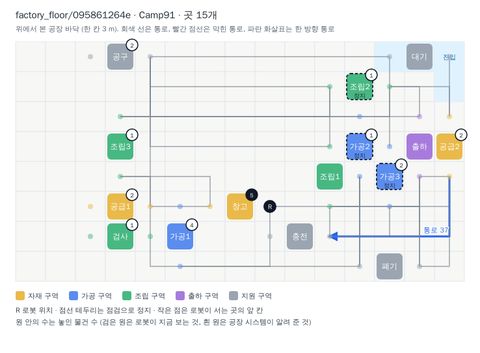 factory_floor/095861264e · Camp91 · 곳 15개
위에서 본 공장 바닥 (한 칸 3 m). 회색 선은 통로, 빨간 점선은 막힌 통로, 파란 화살표는 한 방향 통로
공구 2
대기
진입
조립2 1
정지
조립3 1
가공2 1
정지
출하
공급2 2
조립1
가공3 2
정지
공급1 2
창고 5
R
검사 1
가공1 4
충전
통로 37
폐기
자재 구역
가공 구역
조립 구역
출하 구역
지원 구역
R 로봇 위치 · 점선 테두리는 점검으로 정지 · 작은 점은 로봇이 서는 곳의 앞 칸
원 안의 수는 놓인 물건 수 (검은 원은 로봇이 지금 보는 것, 흰 원은 공장 시스템이 알려 준 것)